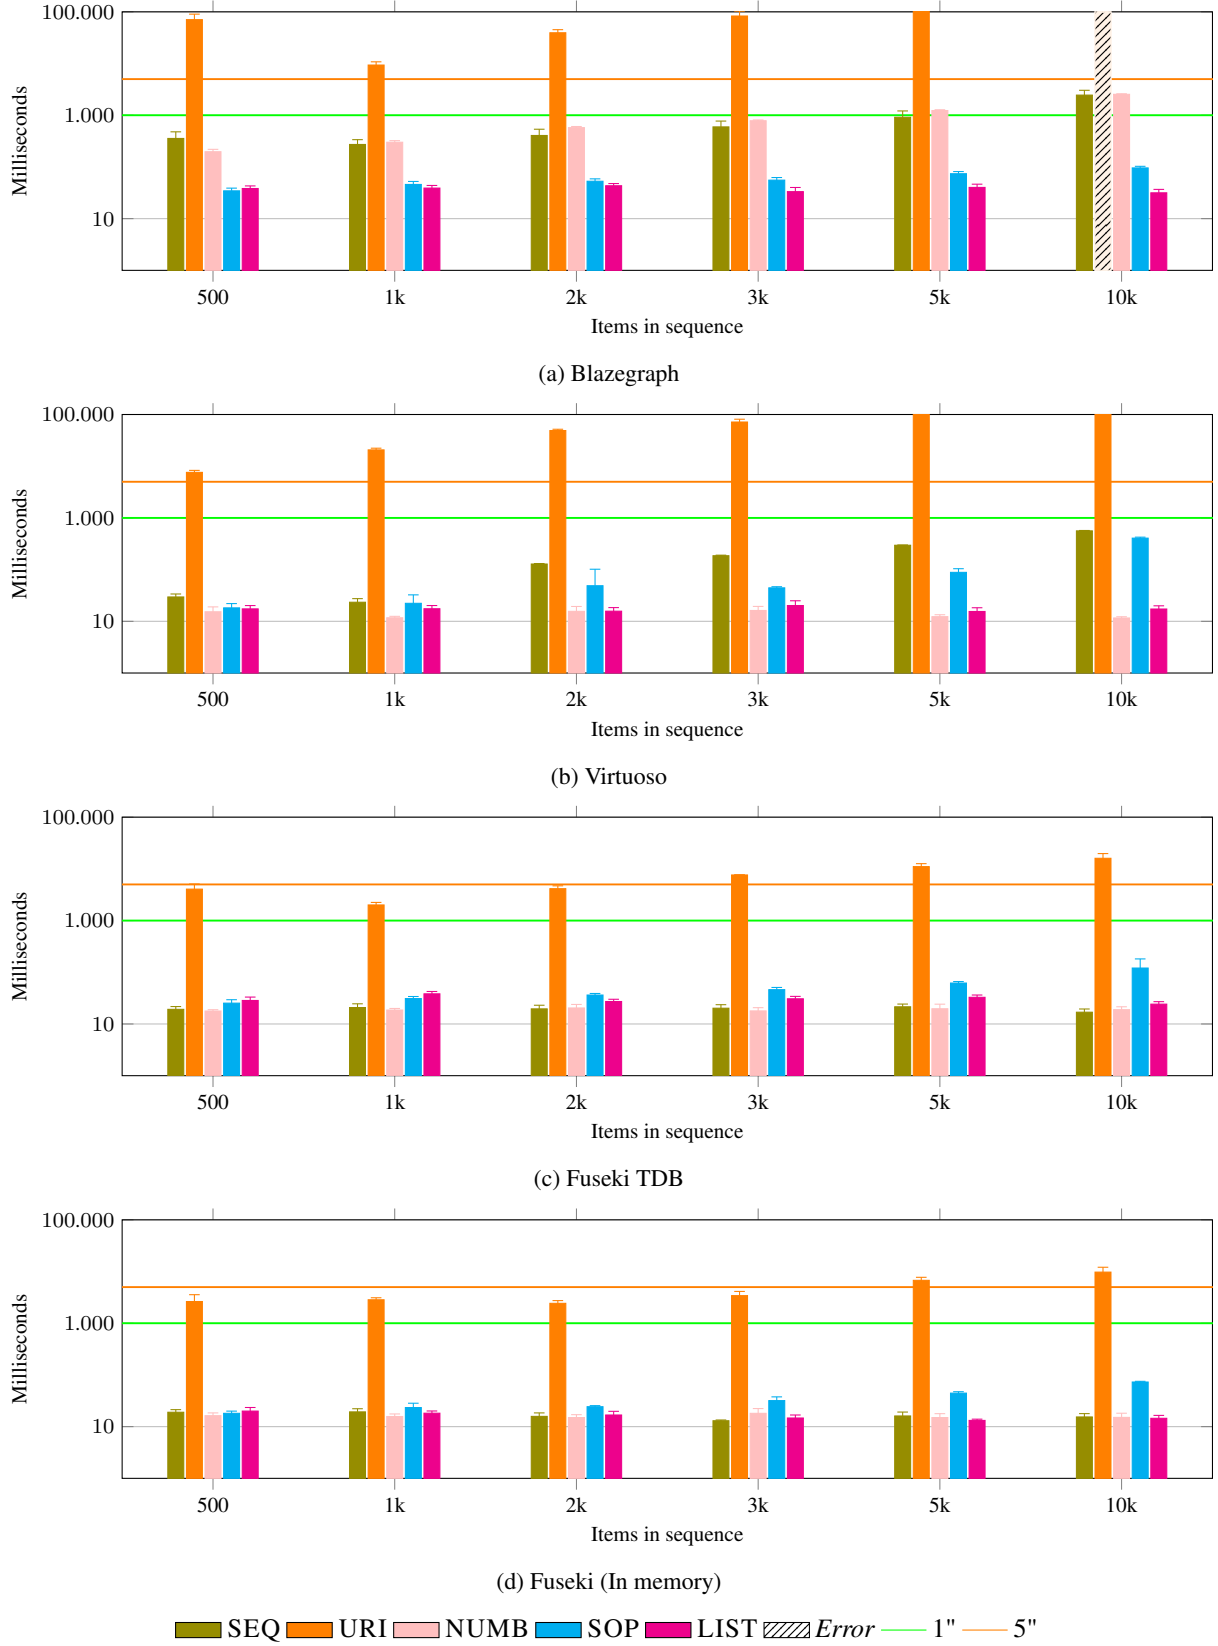 100.000
1.000
10
Milliseconds
500 1k 2k 3k 5k 10k
Items in sequence
(a) Blazegraph
100.000
1.000
10
Milliseconds
500 1k 2k 3k 5k 10k
Items in sequence
(b) Virtuoso
100.000
1.000
10
Milliseconds
500 1k 2k 3k 5k 10k
Items in sequence
(c) Fuseki TDB
100.000
1.000
10
Milliseconds
500 1k 2k 3k 5k 10k
Items in sequence
(d) Fuseki (In memory)
SEQ URI NUMB SOP LIST Error 1" 5"